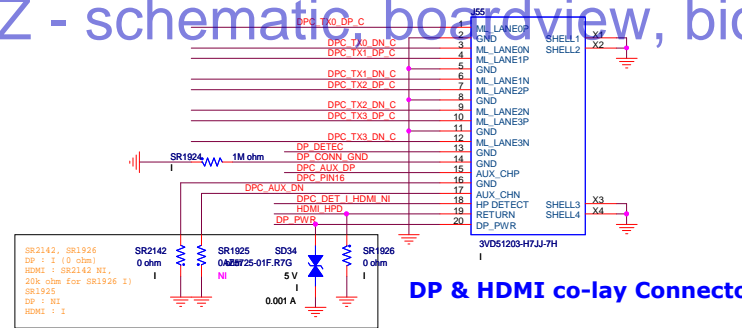 Z - schematic, boardview, bio
J55
DPC_TX0_DP_C 1 ML_LANE0P
2 GND SHELL1 X1
DPC_TX0_DN_C 3 ML_LANE0N SHELL2 X2
DPC_TX1_DP_C 4 ML_LANE1P
5 GND
DPC_TX1_DN_C 6 ML_LANE1N
DPC_TX2_DP_C 7 ML_LANE2P
8 GND
DPC_TX2_DN_C 9 ML_LANE2N
DPC_TX3_DP_C 10 ML_LANE3P
11 GND
DPC_TX3_DN_C 12 ML_LANE3N
DP_DETEC 13 GND
SR1924 1M ohm DP_CONN_GND 14 GND
I DPC_AUX_DP 15 AUX_CHP
DPC_PIN16 16 GND
DPC_AUX_DN 17 AUX_CHN
DPC_DET_I_HDMI_NI 18 HP DETECT SHELL3 X3
HDMI_HPD 19 RETURN SHELL4 X4
DP_PWR 20 DP_PWR
3VD51203-H7JJ-7H
I
SR2142, SR1926
DP : I (0 ohm)
HDMI : SR2142 NI,
20k ohm for SR1926 I)
SR1925
DP : NI
HDMI : I
SR2142 SR1925 SD34 SR1926
0 ohm 0 ohm AZ5725-01F.R7G 0 ohm
I NI 5 V I
I
0.001 A
DP & HDMI co-lay Connecto